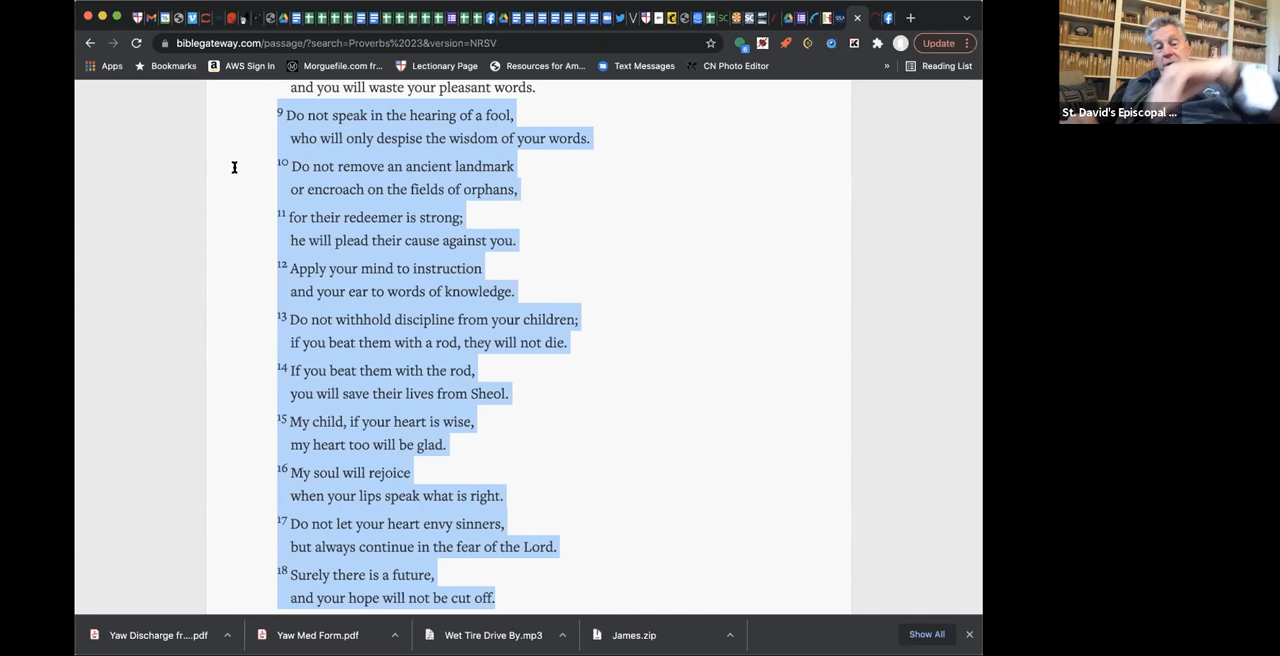 biblegateway.com/passage/?search=Proverbs%2023&version=NRSV
Update
Apps
Bookmarks
AWS Sign In
Morguefile.com fr...
Lectionary Page
Resources for Am...
Text Messages
CN Photo Editor
»
Reading List
and you will waste your pleasant words.
9 Do not speak in the hearing of a fool,
who will only despise the wisdom of your words.
10 Do not remove an ancient landmark
or encroach on the fields of orphans,
11 for their redeemer is strong;
he will plead their cause against you.
12 Apply your mind to instruction
and your ear to words of knowledge.
13 Do not withhold discipline from your children;
if you beat them with a rod, they will not die.
14 If you beat them with the rod,
you will save their lives from Sheol.
15 My child, if your heart is wise,
my heart too will be glad.
16 My soul will rejoice
when your lips speak what is right.
17 Do not let your heart envy sinners,
but always continue in the fear of the Lord.
18 Surely there is a future,
and your hope will not be cut off.
Yaw Discharge fr....pdf
Yaw Med Form.pdf
Wet Tire Drive By.mp3
James.zip
Show All
St. David's Episcopal ...